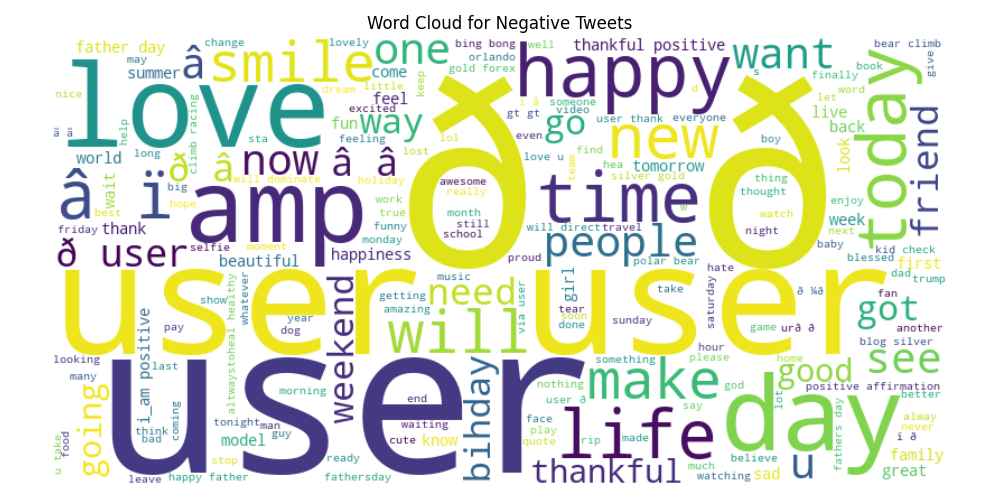 Word Cloud for Negative Tweets
father day
change
lovely
one
bing bong
well
thankful positive
want
bear climb
may
â
smile
come
orlando
gold forex
happy
s
finally
book
give
summer
dream
little
keep
word
nice
love
feel
excited
ð
ð
i â
someone
video
d
let
today
help
climb racing
fun
way
gt gt
go
user thank
everyone
live
sta
feeling
lol
even
new
boy
back
look
friend
world
long
ð
â
now
â
â
lost
love u
find
hea
tomorrow
wait
will dominate
holiday
awesome
team
silver gold
thing
big
really
thought
enjoy
â
ï
hope
amp
work
true
month
time
w
watch
week
best
friday
thank
funny
still
will direct
travel
night
next
ð user
selfie
monday
school
people
baby
kid
check
moment
happiness
proud
polar bear
blessed
first
beautiful
dad
trump
user
user
music
need
girl
take
hate
ð ¼ð
fan
whatever
getting
via user
tear
saturday
got
show
amazing
soon
year
will
done
sunday
game
urð ð
another
pay
dog
weekend
hour
blog silver
altwaystoheal healthy
i_am positive
looking
user
bihday
something
please
home
good
see
last
nothing
make
god
positive affirmation
many
morning
user ð
lot
better
going
end
face
say
day
alway
think
coming
tonight
man
waiting
play
life
never
bad
model
guy
cute
know
quote
rip
made
ï ð
food
u take
stop
ready
believe
family
leave
happy father
fathersday
thankful
much
watching
sad
u
fathers day
great